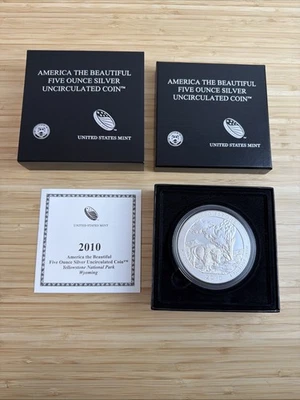 AMERICA THE BEAUTIFUL
FIVE OUNCE SILVER
UNCIRCULATED COIN™
UNITED STATES MINT
AMERICA THE BEAUTIFUL
FIVE OUNCE SILVER
UNCIRCULATED COIN™
UNITED STATES MINT
UNITED STATES MINT
2010
America the Beautiful
Five Ounce Silver Uncirculated Coin™
Yellowstone National Park
Wyoming